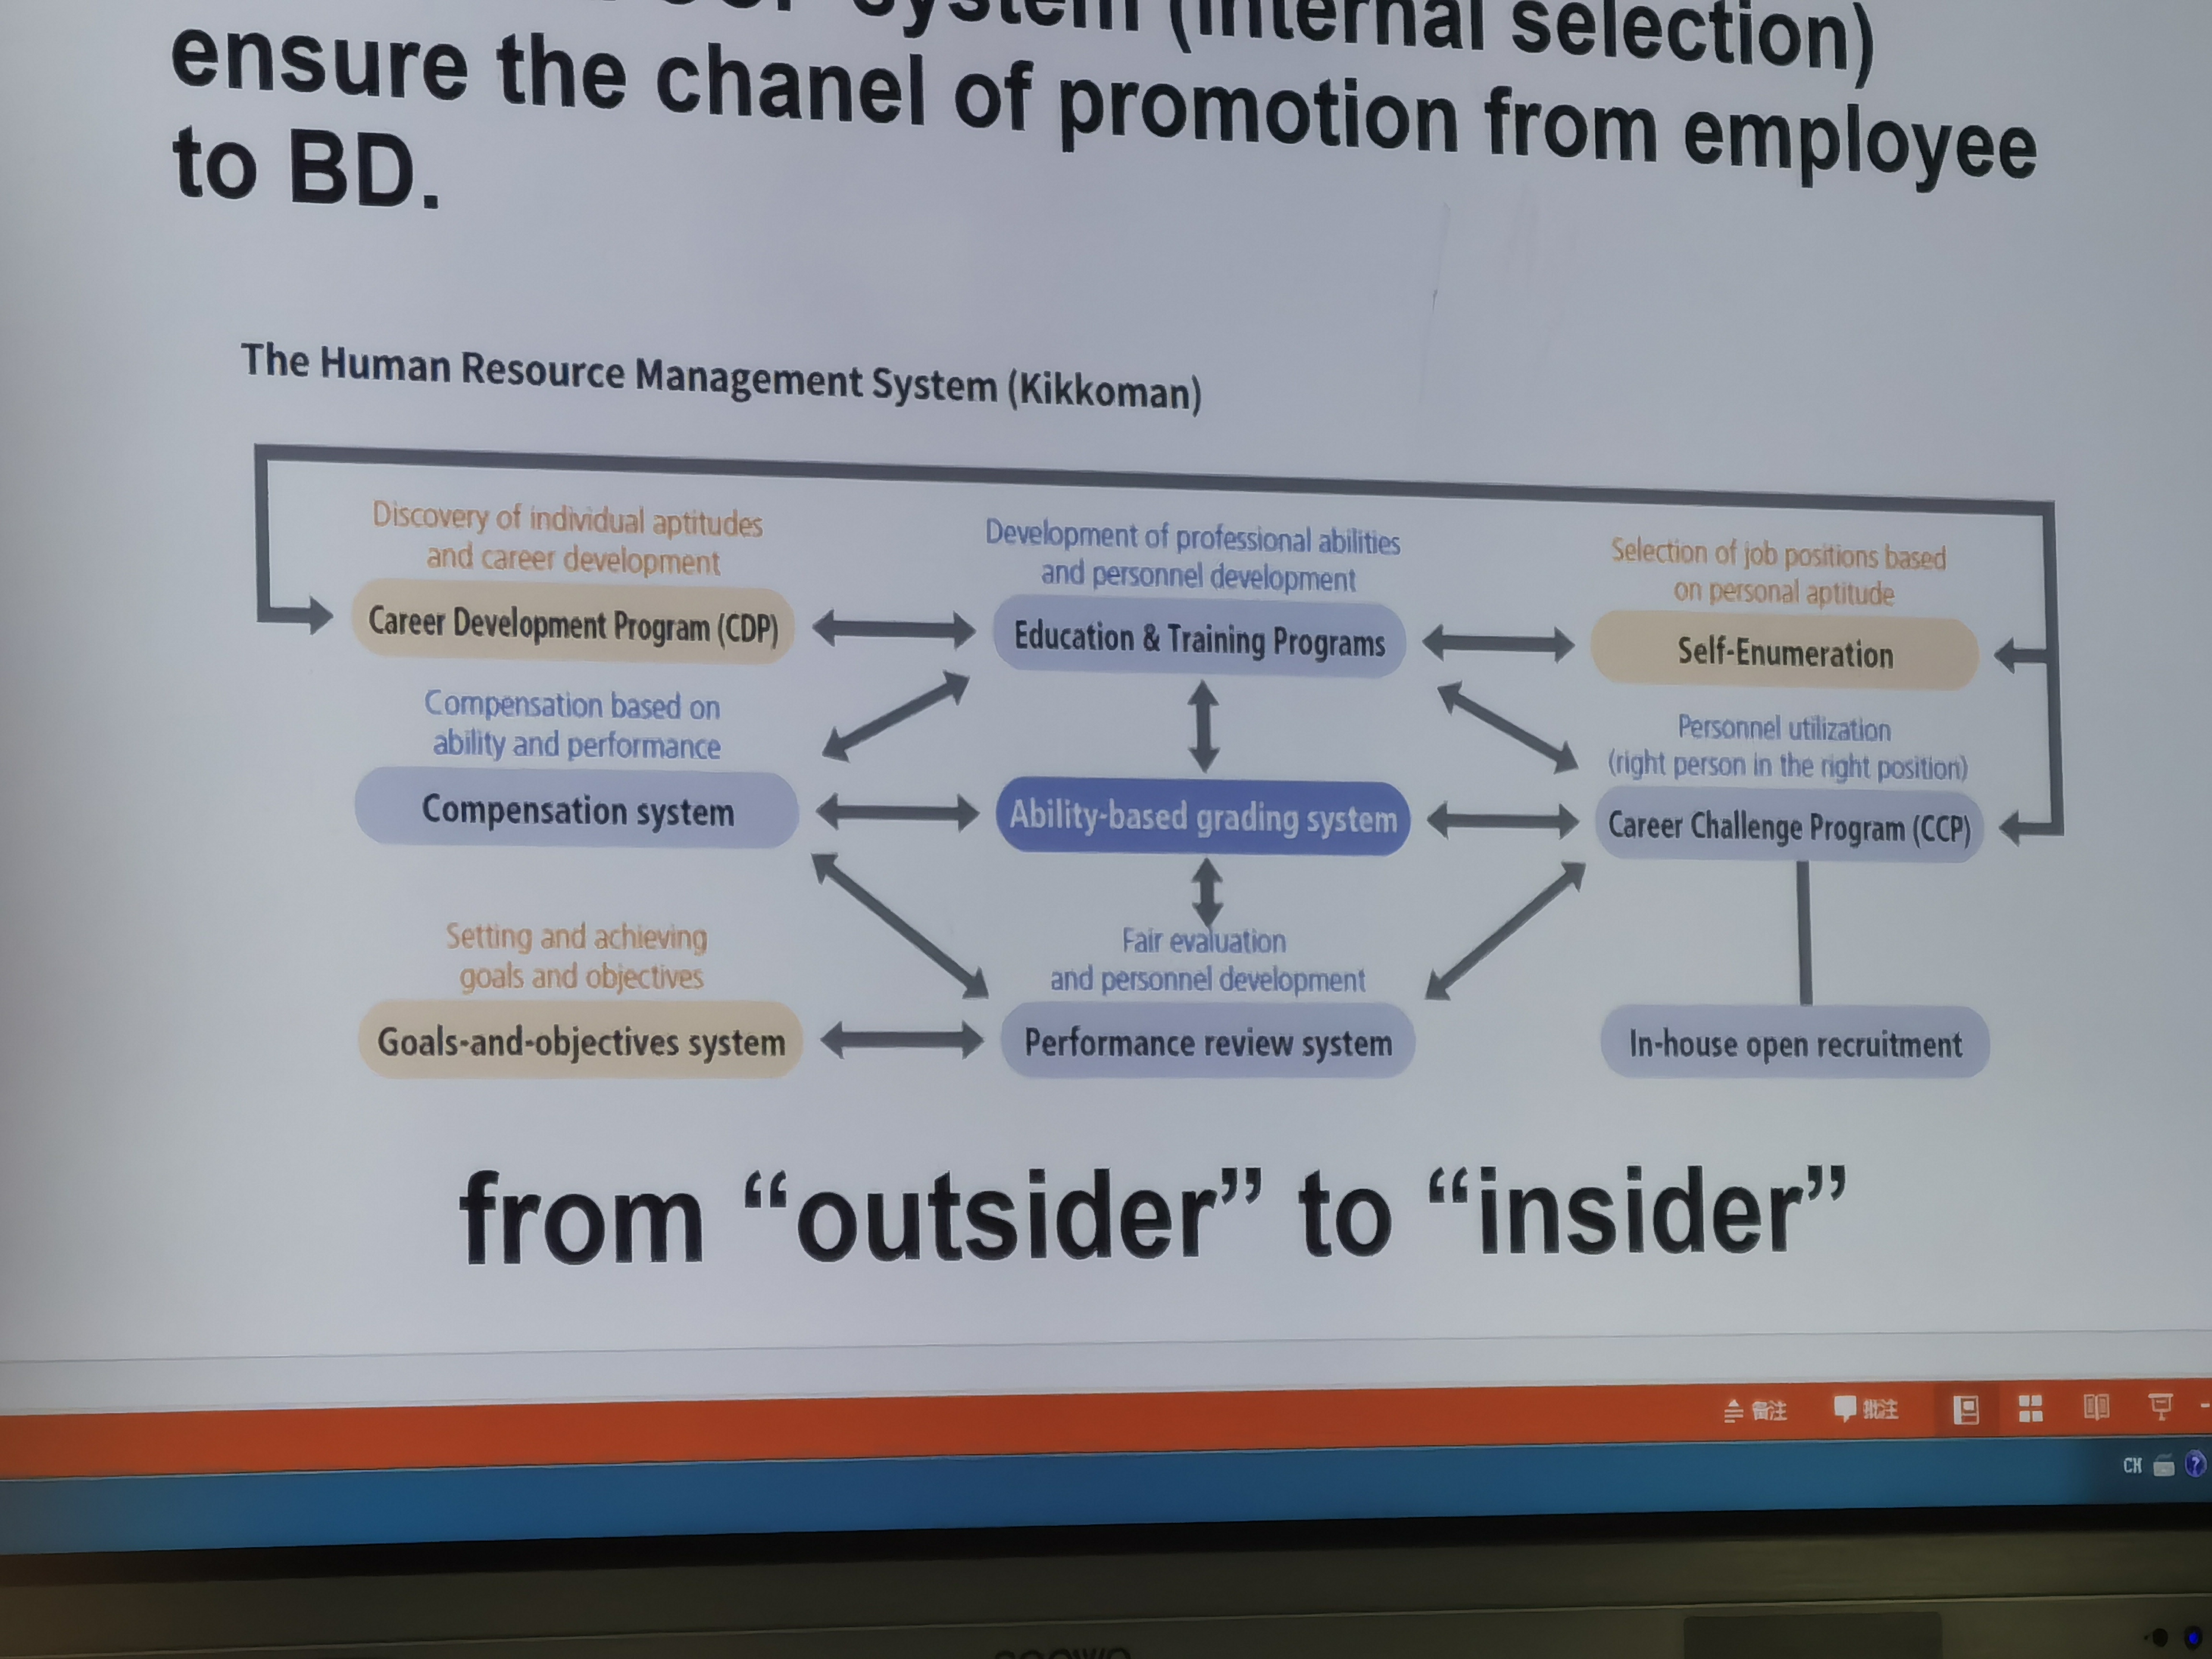 system (internal selection)
ensure the chanel of promotion from employee
to BD.
The Human Resource Management System (Kikkoman)
Discovery of individual aptitudes
and career development
Career Development Program (CDP)
Development of professional abilities
and personnel development
Education & Training Programs
Selection of job positions based
on personal aptitude
Self-Enumeration
Compensation based on
ability and performance
Compensation system
Ability-based grading system
Personnel utilization
(right person in the right position)
Career Challenge Program (CCP)
Setting and achieving
goals and objectives
Goals-and-objectives system
Fair evaluation
and personnel development
Performance review system
In-house open recruitment
from “outsider” to “insider”
备注 批注
CH